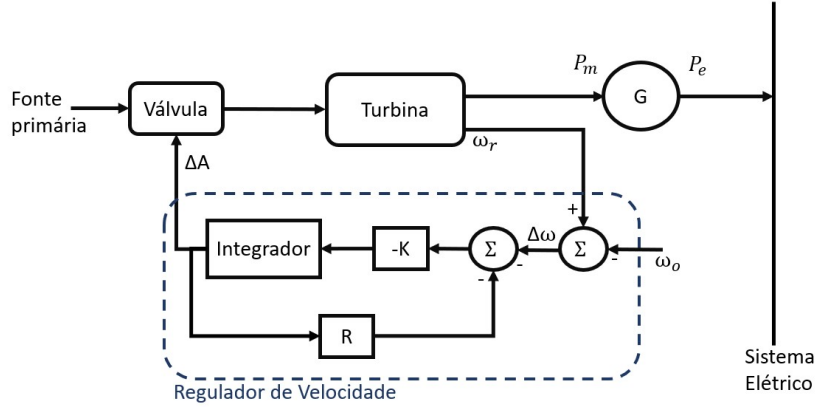 Fonte
primária
Válvula
Turbina
P_m
G
P_e
ω_r
ΔA
+
Integrador
-K
Σ
Δω
Σ
-
-
-
ω_o
R
Sistema
Elétrico
Regulador de Velocidade